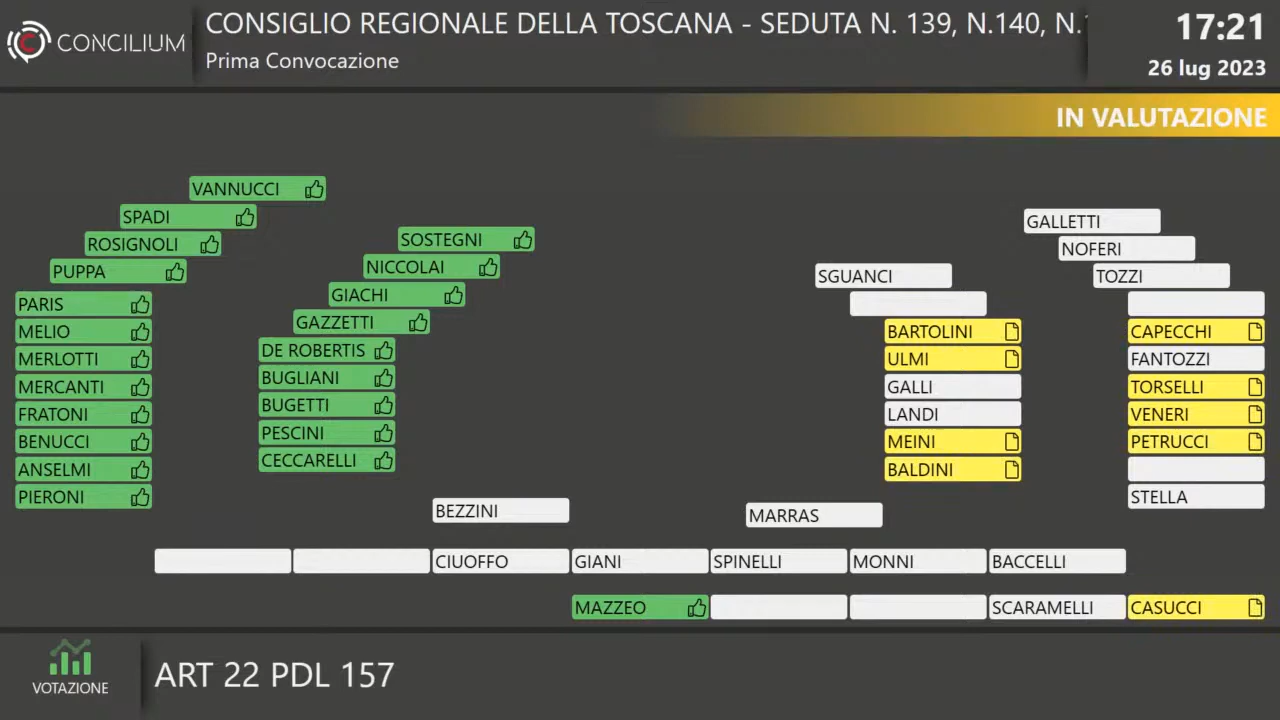 CONCILIUM
CONSIGLIO REGIONALE DELLA TOSCANA - SEDUTA N. 139, N.140, N.
Prima Convocazione
17:21
26 lug 2023
IN VALUTAZIONE
VANNUCCI
SPADI
ROSIGNOLI
PUPPA
PARIS
MELIO
MERLOTTI
MERCANTI
FRATONI
BENUCCI
ANSELMI
PIERONI
SOSTEGNI
NICCOLAI
GIACHI
GAZZETTI
DE ROBERTIS
BUGLIANI
BUGETTI
PESCINI
CECCARELLI
SGUANCI
BARTOLINI
ULMI
GALLI
LANDI
MEINI
BALDINI
GALLETTI
NOFERI
TOZZI
CAPECCHI
FANTOZZI
TORSELLI
VENERI
PETRUCCI
STELLA
BEZZINI
MARRAS
CIUOFFO
GIANI
SPINELLI
MONNI
BACCELLI
MAZZEO
SCARAMELLI
CASUCCI
VOTAZIONE
ART 22 PDL 157